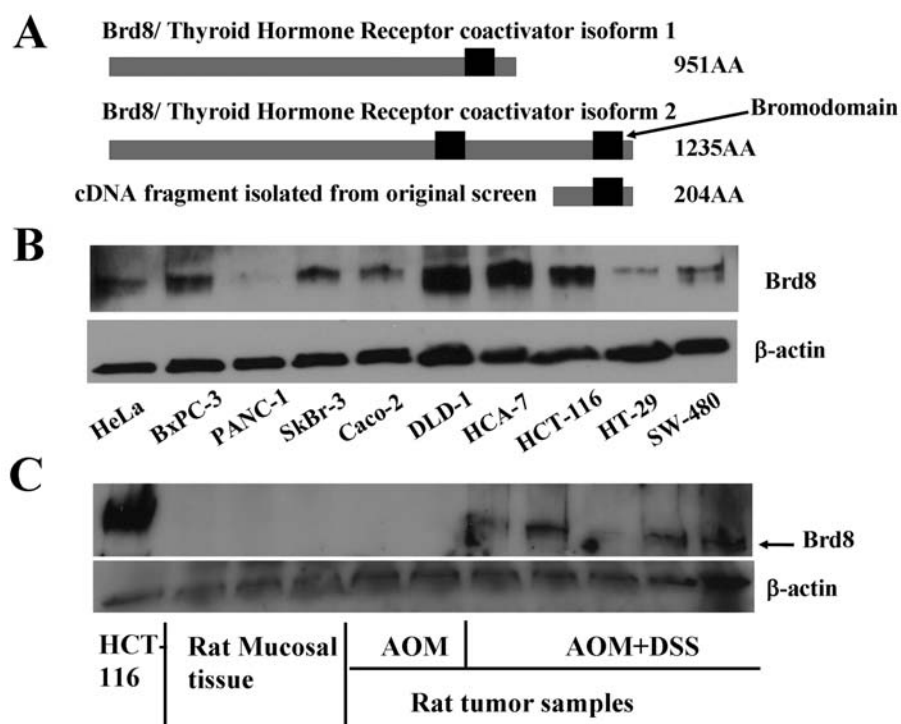 A
Brd8/ Thyroid Hormone Receptor coactivator isoform 1
951AA
Brd8/ Thyroid Hormone Receptor coactivator isoform 2
Bromodomain
1235AA
cDNA fragment isolated from original screen
204AA
B
Brd8
β-actin
HeLa BxPC-3 PANC-1 SkBr-3 Caco-2 DLD-1 HCA-7 HCT-116 HT-29 SW-480
C
Brd8
β-actin
HCT-
116
Rat Mucosal
tissue
AOM
AOM+DSS
Rat tumor samples